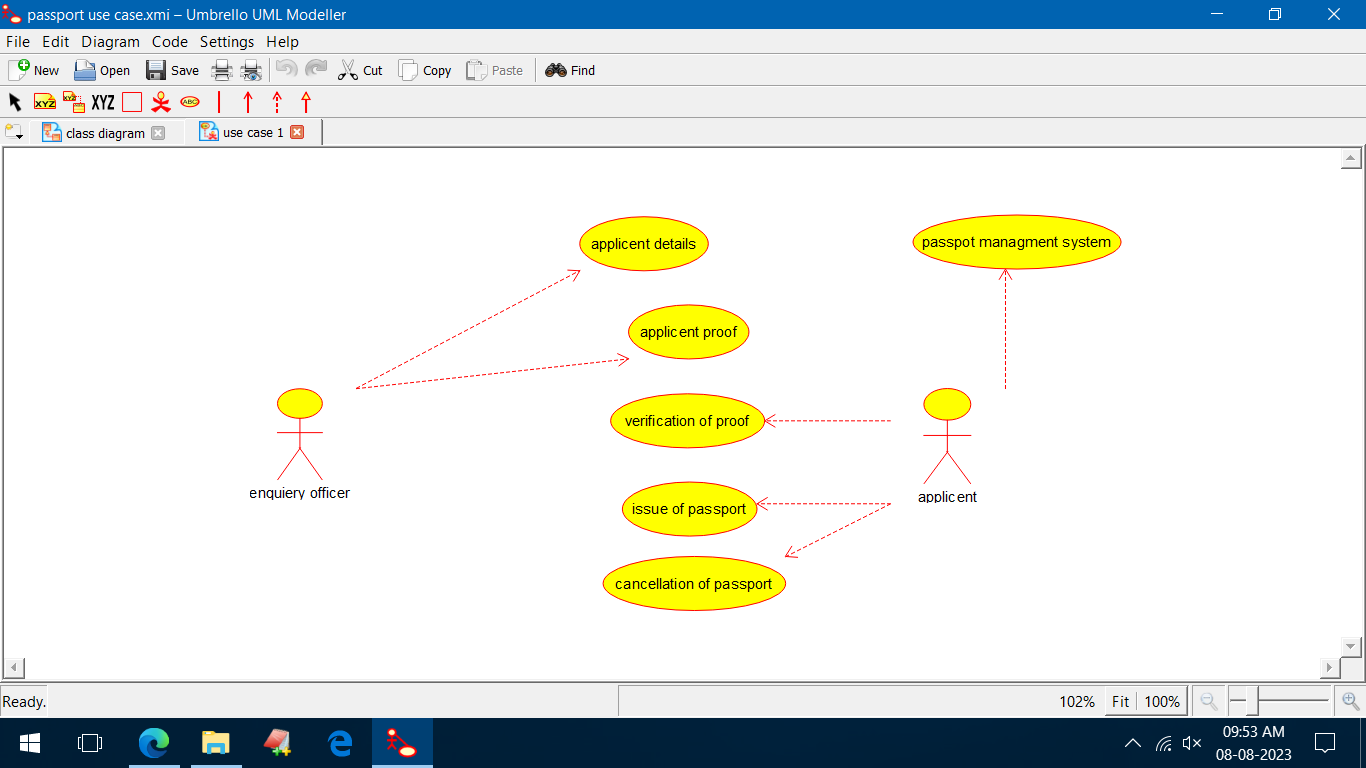 passport use case.xmi – Umbrello UML Modeller
File Edit Diagram Code Settings Help
New Open Save Cut Copy Paste Find
XYZ XYZ XYZ ABC
class diagram use case 1
applicent details
passpot managment system
applicent proof
verification of proof
enquiery officer
applicent
issue of passport
cancellation of passport
Ready. 102% Fit 100%
09:53 AM
08-08-2023